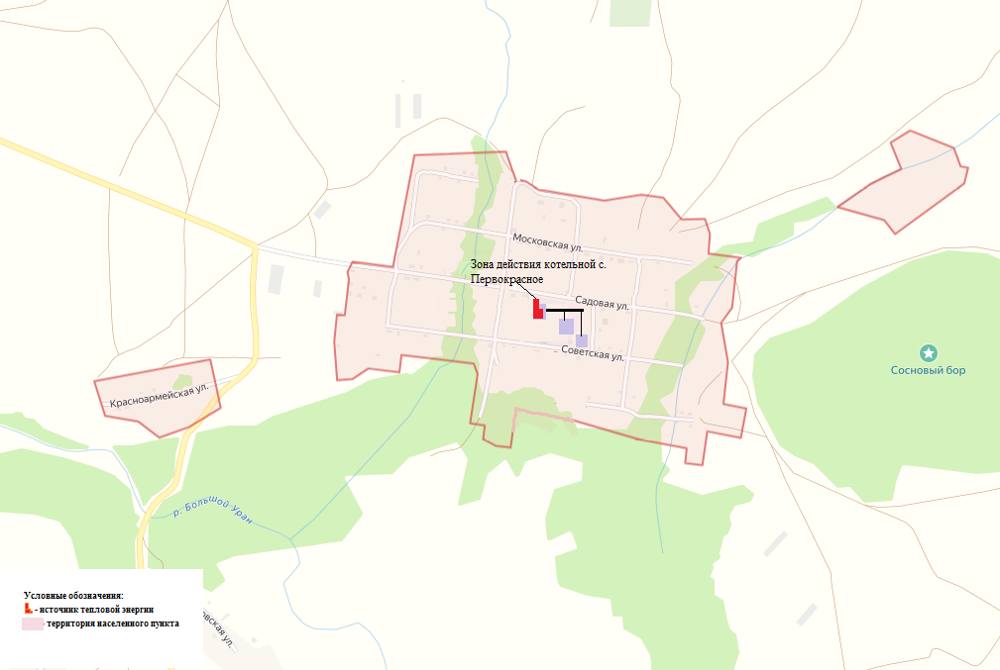 Московская ул.
Зона действия котельной с.
Первокрасное
Садовая ул.
Советская ул.
Сосновый бор
Красноармейская ул.
р. Большой Уран
Условные обозначения:
- источник тепловой энергии
- территория населенного пункта
ул.